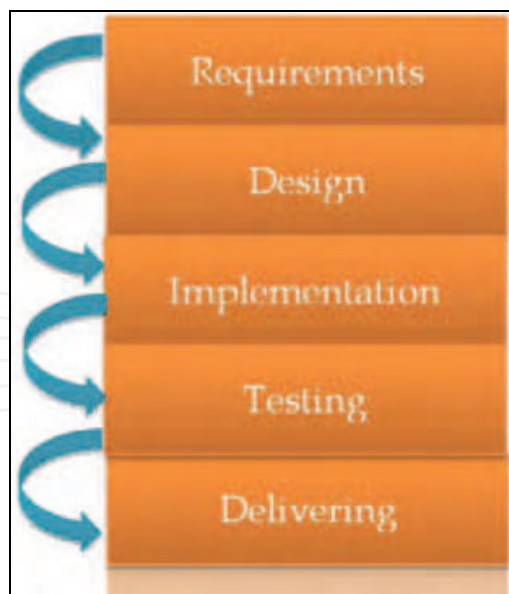 Requirements
Design
Implementation
Testing
Delivering